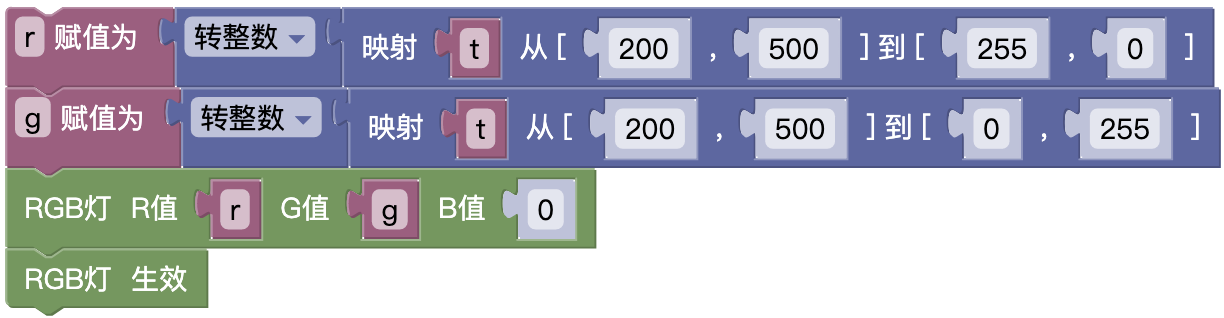 r 赋值为 转整数 映射 t 从[ 200 , 500 ]到[ 255 , 0 ]
g 赋值为 转整数 映射 t 从[ 200 , 500 ]到[ 0 , 255 ]
RGB灯 R值 r G值 g B值 0
RGB灯 生效